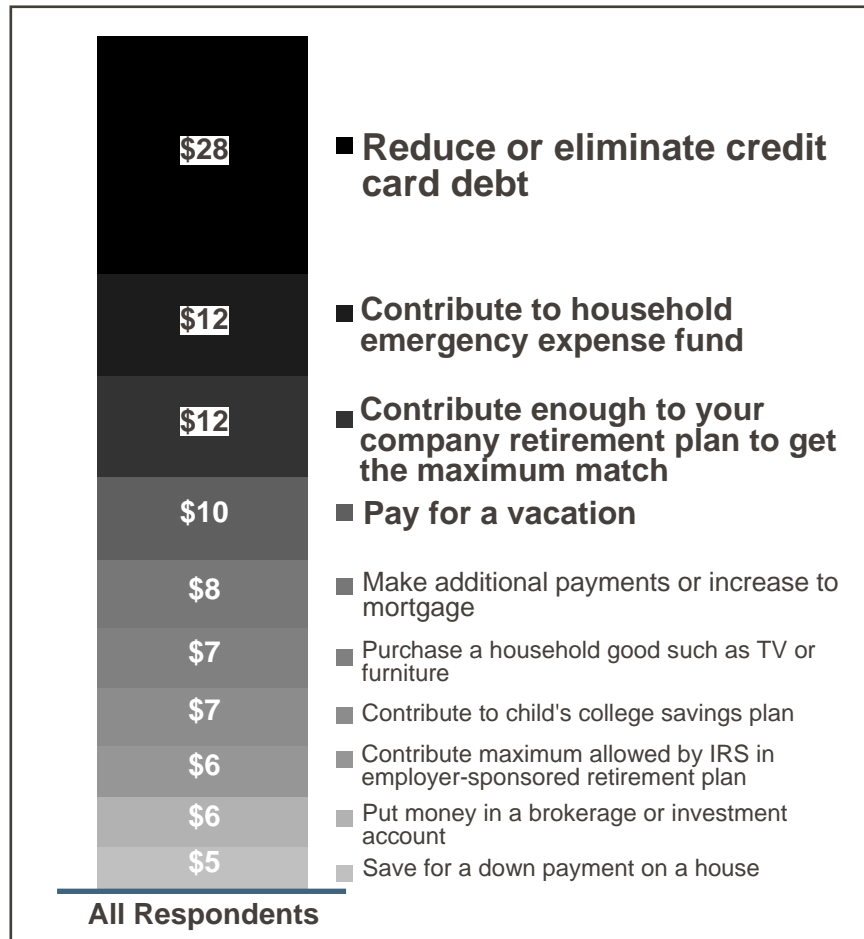 $28
Reduce or eliminate credit
card debt
$12
Contribute to household
emergency expense fund
$12
Contribute enough to your
company retirement plan to get
the maximum match
$10
Pay for a vacation
$8
Make additional payments or increase to
mortgage
$7
Purchase a household good such as TV or
furniture
$7
Contribute to child's college savings plan
$6
Contribute maximum allowed by IRS in
employer-sponsored retirement plan
$6
Put money in a brokerage or investment
account
$5
Save for a down payment on a house
All Respondents